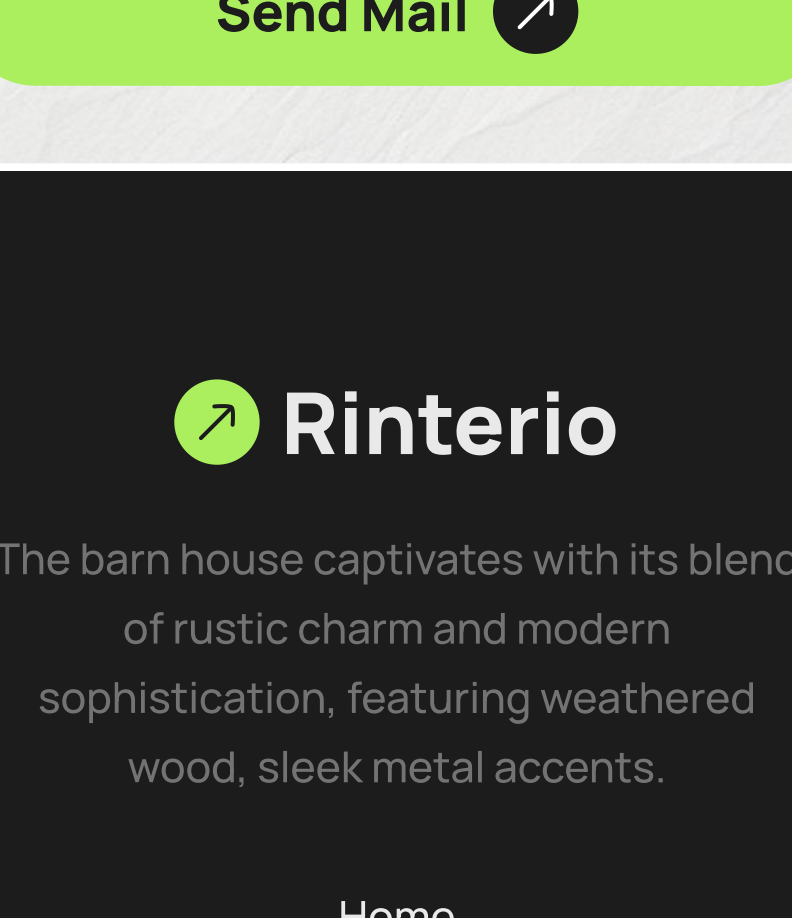 Send Mail
Rinterio
The barn house captivates with its blend
of rustic charm and modern
sophistication, featuring weathered
wood, sleek metal accents.
Home